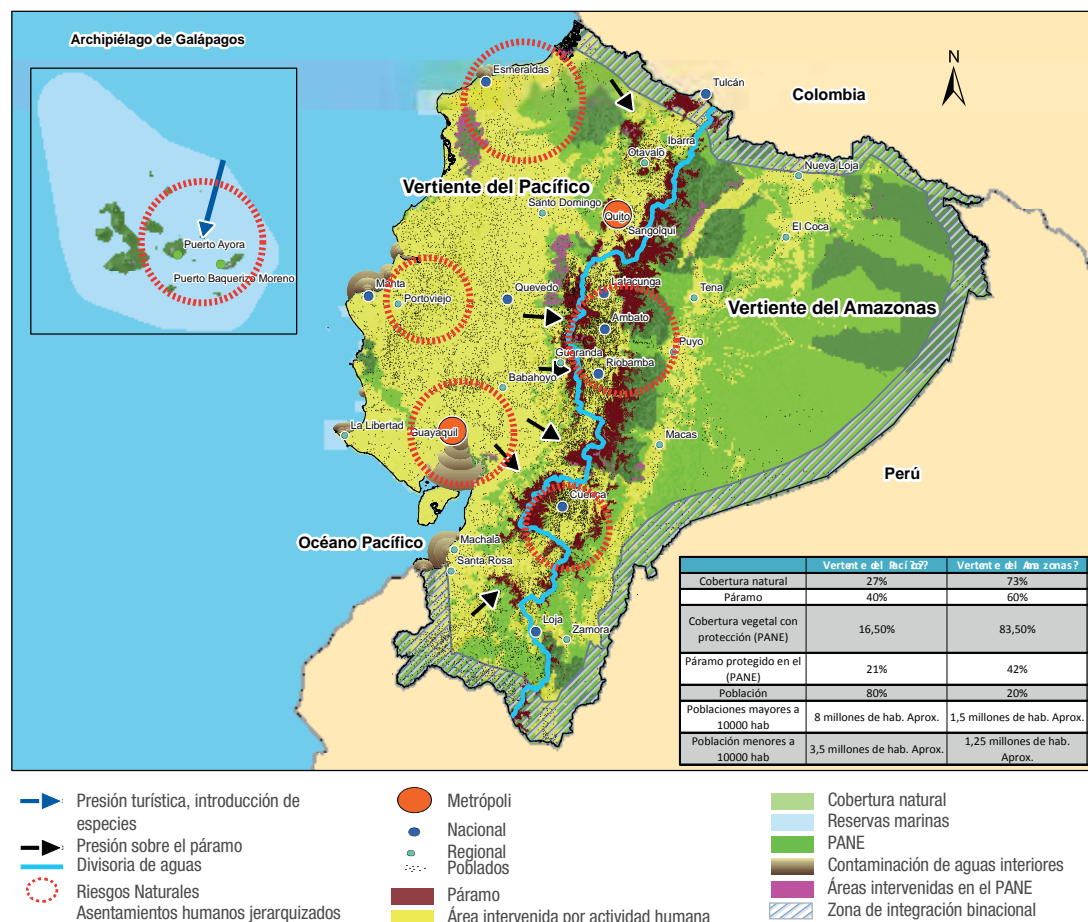 Archipiélago de Galápagos
Puerto Ayora
Puerto Baquerizo Moreno
N
Esmeraldas
Tulcán
Colombia
Ibarra
Otavalo
Nueva Loja
Vertiente del Pacífico
Santo Domingo
Quito
Sangolqui
El Coca
Manta
Portoviejo
Quevedo
Latacunga
Tena
Vertiente del Amazonas
Ambato
Guaranda
Puyo
Riobamba
Babahoyo
La Libertad
Guayaquil
Macas
Perú
Cuenca
Océano Pacífico
Machala
Santa Rosa
Loja
Zamora
Vertente del Amazonas?
Cobertura natural 27% 73%
Páramo 40% 60%
Cobertura vegetal con
protección (PANE) 16,50% 83,50%
Páramo protegido en el
(PANE) 21% 42%
Población 80% 20%
Poblaciones mayores a
10000 hab 8 millones de hab. Aprox. 1,5 millones de hab. Aprox.
Población menores a
10000 hab 3,5 millones de hab. Aprox. 1,25 millones de hab.
Aprox.
Presión turística, introducción de
especies
Presión sobre el páramo
Divisoria de aguas
Riesgos Naturales
Asentamientos humanos jerarquizados
Metrópoli
Nacional
Regional
Poblados
Páramo
Área intervenida por actividad humana
Cobertura natural
Reservas marinas
PANE
Contaminación de aguas interiores
Áreas intervenidas en el PANE
Zona de integración binacional